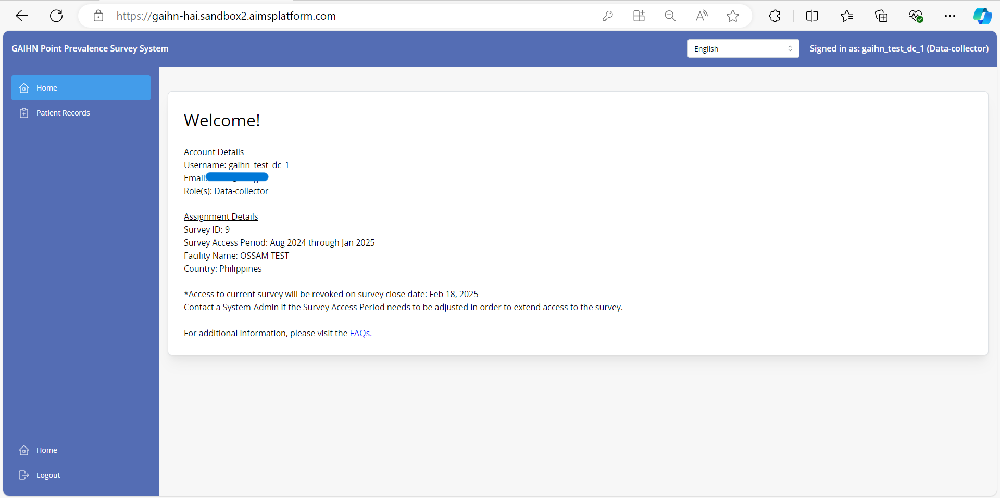 https://gaihn-hai.sandbox2.aimsplatform.com
GAIHN Point Prevalence Survey System
English
Signed in as: gaihn_test_dc_1 (Data-collector)
Home
Patient Records
Welcome!
Account Details
Username: gaihn_test_dc_1
Email:
Role(s): Data-collector
Assignment Details
Survey ID: 9
Survey Access Period: Aug 2024 through Jan 2025
Facility Name: OSSAM TEST
Country: Philippines
*Access to current survey will be revoked on survey close date: Feb 18, 2025
Contact a System-Admin if the Survey Access Period needs to be adjusted in order to extend access to the survey.
For additional information, please visit the FAQs.
Home
Logout